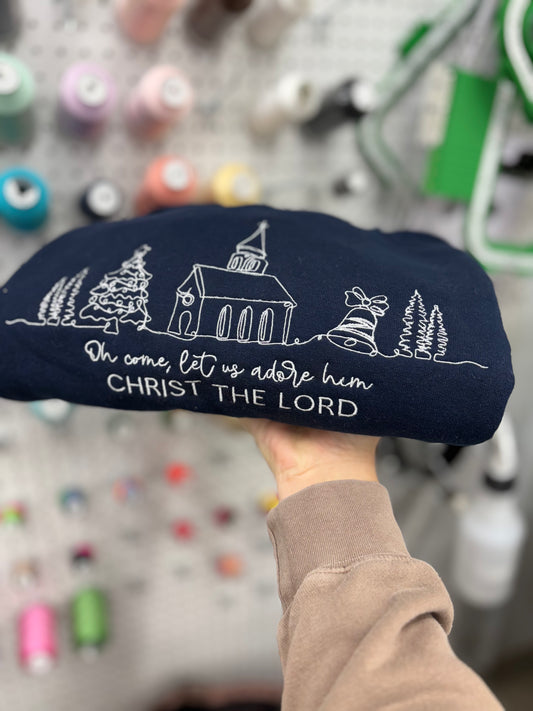 Oh come, let us adore him
CHRIST THE LORD